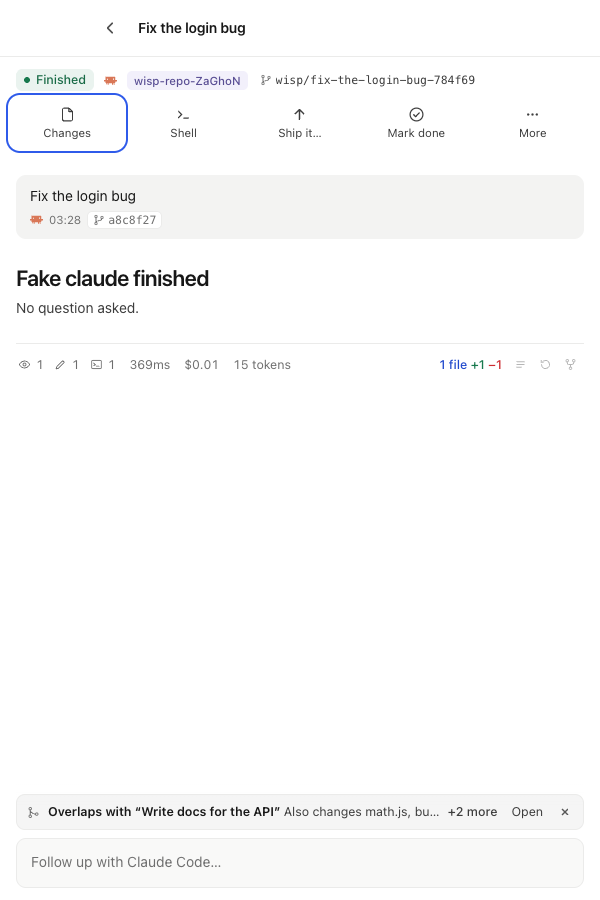 Fix the login bug
Finished wisp-repo-ZaGhoN wisp/fix-the-login-bug-784f69
Changes Shell Ship it... Mark done More
Fix the login bug
03:28 a8c8f27
Fake claude finished
No question asked.
1 1 1 369ms $0.01 15 tokens 1 file +1 −1
Overlaps with “Write docs for the API” Also changes math.js, bu... +2 more Open ×
Follow up with Claude Code...